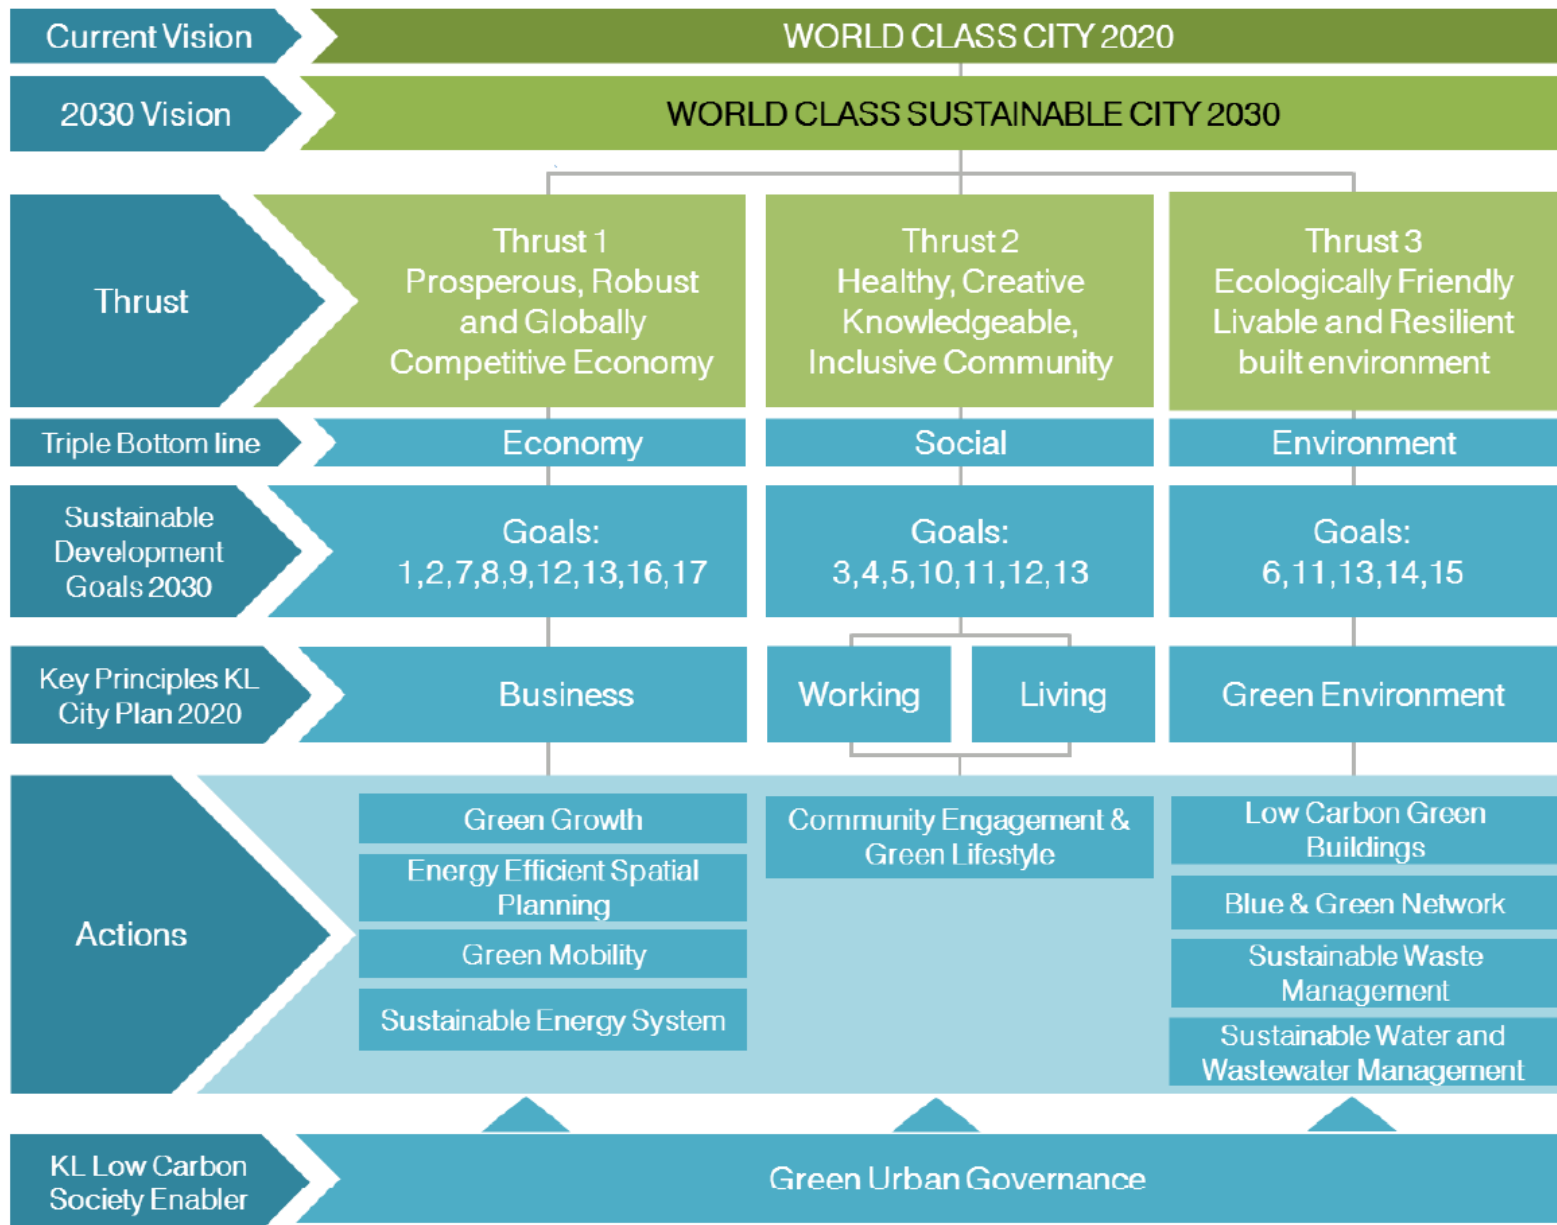 Current Vision
WORLD CLASS CITY 2020
2030 Vision
WORLD CLASS SUSTAINABLE CITY 2030
Thrust
Thrust 1
Prosperous, Robust
and Globally
Competitive Economy
Thrust 2
Healthy, Creative
Knowledgeable,
Inclusive Community
Thrust 3
Ecologically Friendly
Livable and Resilient
built environment
Triple Bottom line
Economy
Social
Environment
Sustainable
Development
Goals 2030
Goals:
1,2,7,8,9,12,13,16,17
Goals:
3,4,5,10,11,12,13
Goals:
6,11,13,14,15
Key Principles KL
City Plan 2020
Business
Working
Living
Green Environment
Actions
Green Growth
Energy Efficient Spatial
Planning
Green Mobility
Sustainable Energy System
Community Engagement &
Green Lifestyle
Low Carbon Green
Buildings
Blue & Green Network
Sustainable Waste
Management
Sustainable Water and
Wastewater Management
KL Low Carbon
Society Enabler
Green Urban Governance